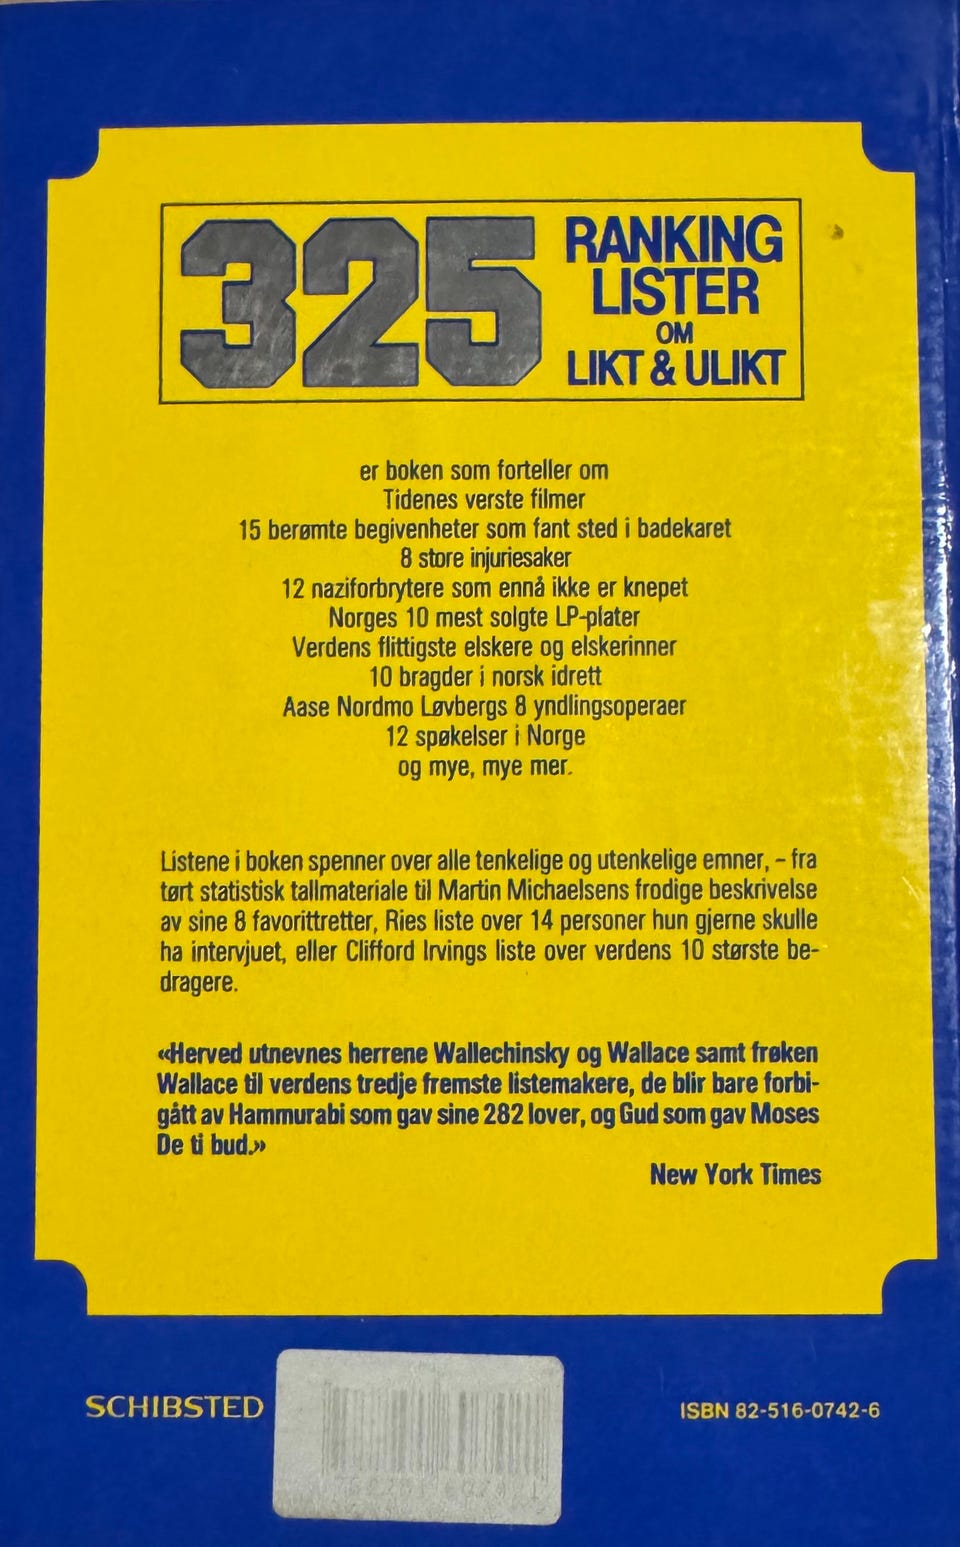 325
RANKING
LISTER
OM
LIKT & ULIKT
er boken som forteller om
Tidenes verste filmer
15 berømte begivenheter som fant sted i badekaret
8 store injuriesaker
12 naziforbrytere som ennå ikke er knepet
Norges 10 mest solgte LP-plater
Verdens flittigste elskere og elskerinner
10 bragder i norsk idrett
Aase Nordmo Løvbergs 8 yndlingsoperaer
12 spøkelser i Norge
og mye, mye mer.
Listene i boken spenner over alle tenkelige og utenkelige emner, – fra
tørt statistisk tallmateriale til Martin Michaelsens frodige beskrivelse
av sine 8 favorittretter, Ries liste over 14 personer hun gjerne skulle
ha intervjuet, eller Clifford Irvings liste over verdens 10 største be-
dragere.
«Herved utnevnes herrene Wallechinsky og Wallace samt frøken
Wallace til verdens tredje fremste listemakere, de blir bare forbi-
gått av Hammurabi som gav sine 282 lover, og Gud som gav Moses
De ti bud.»
New York Times
SCHIBSTED
ISBN 82-516-0742-6